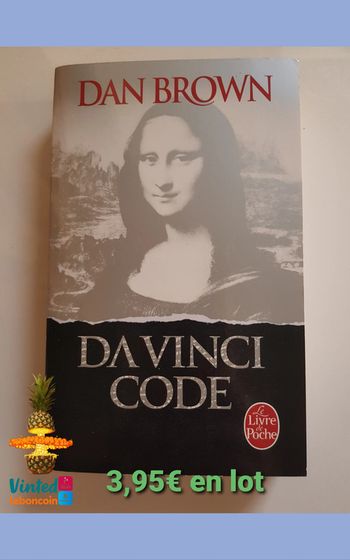 DAN BROWN
DA VINCI
CODE
Le
Livre
de
Poche
Vinted
leboncoin
3,95€ en lot